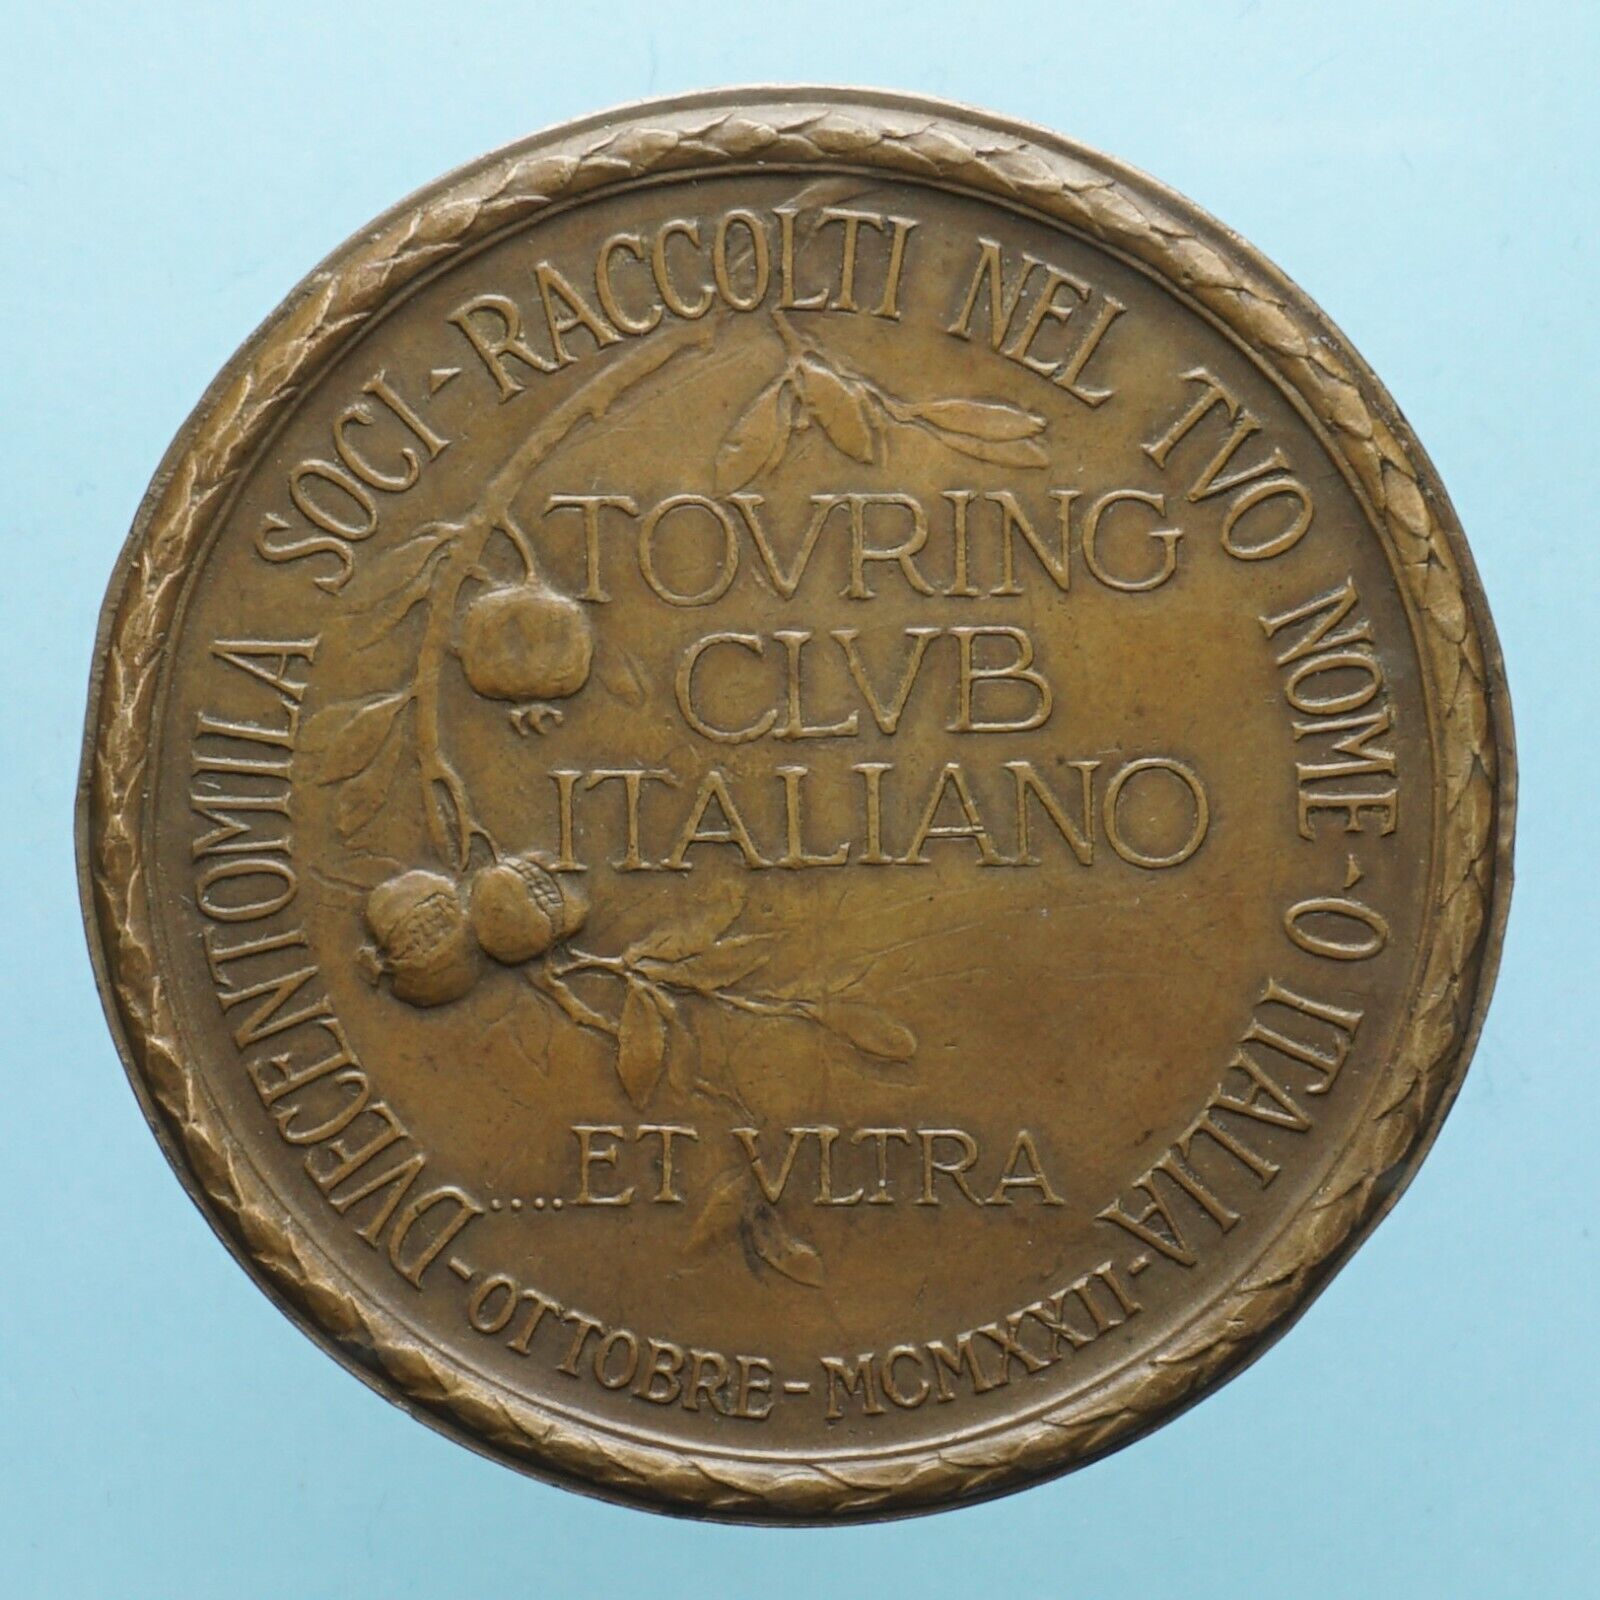 DVECENTOMILA SOCI - RACCOLTI NEL TVO NOME - O ITALIA
TOVRING
CLVB
ITALIANO
....ET VLTRA
- OTTOBRE - MCMXXII -